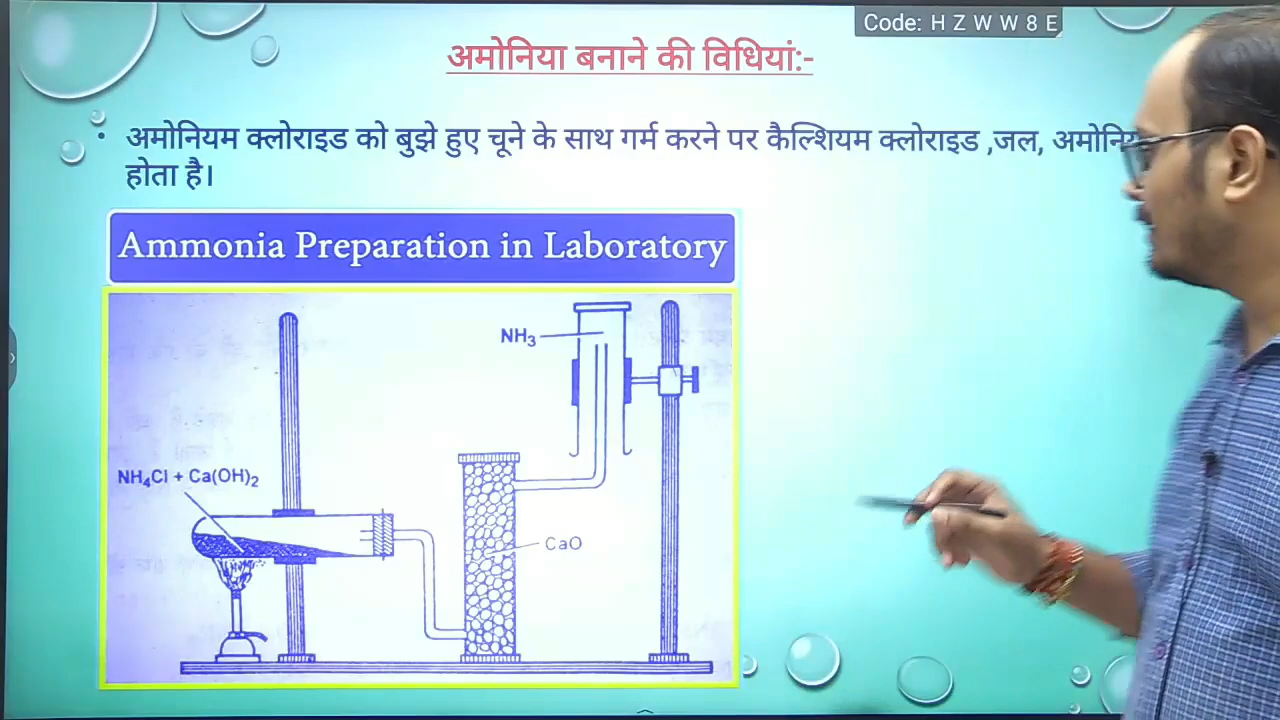 Code: H Z W W 8 E
अमोनिया बनाने की विधियां:-
• अमोनियम क्लोराइड को बुझे हुए चूने के साथ गर्म करने पर कैल्शियम क्लोराइड ,जल,
होता है।
Ammonia Preparation in Laboratory
NH₃
NH₄Cl + Ca(OH)₂
CaO